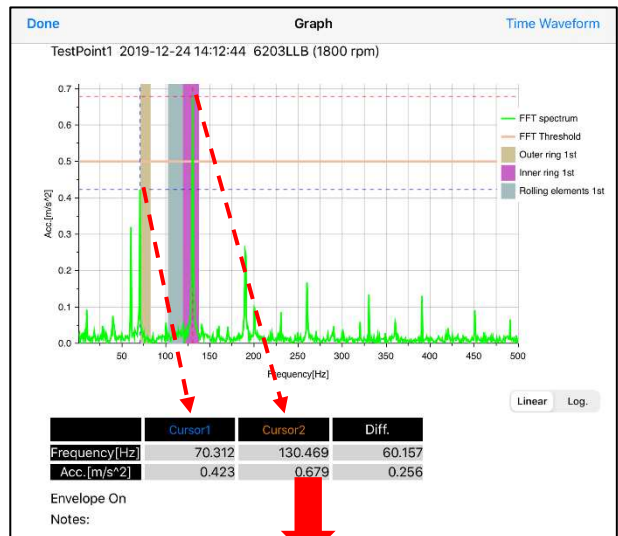 Done Graph Time Waveform
TestPoint1 2019-12-24 14:12:44 6203LLB (1800 rpm)
0.7
0.6
0.5
0.4
0.3
0.2
0.1
0.0
Acc.[m/s^2]
50 100 150 200 250 300 350 400 450 500
Frequency[Hz]
FFT spectrum
FFT Threshold
Outer ring 1st
Inner ring 1st
Rolling elements 1st
Linear Log.
Cursor1 Cursor2 Diff.
Frequency[Hz] 70.312 130.469 60.157
Acc.[m/s^2] 0.423 0.679 0.256
Envelope On
Notes: